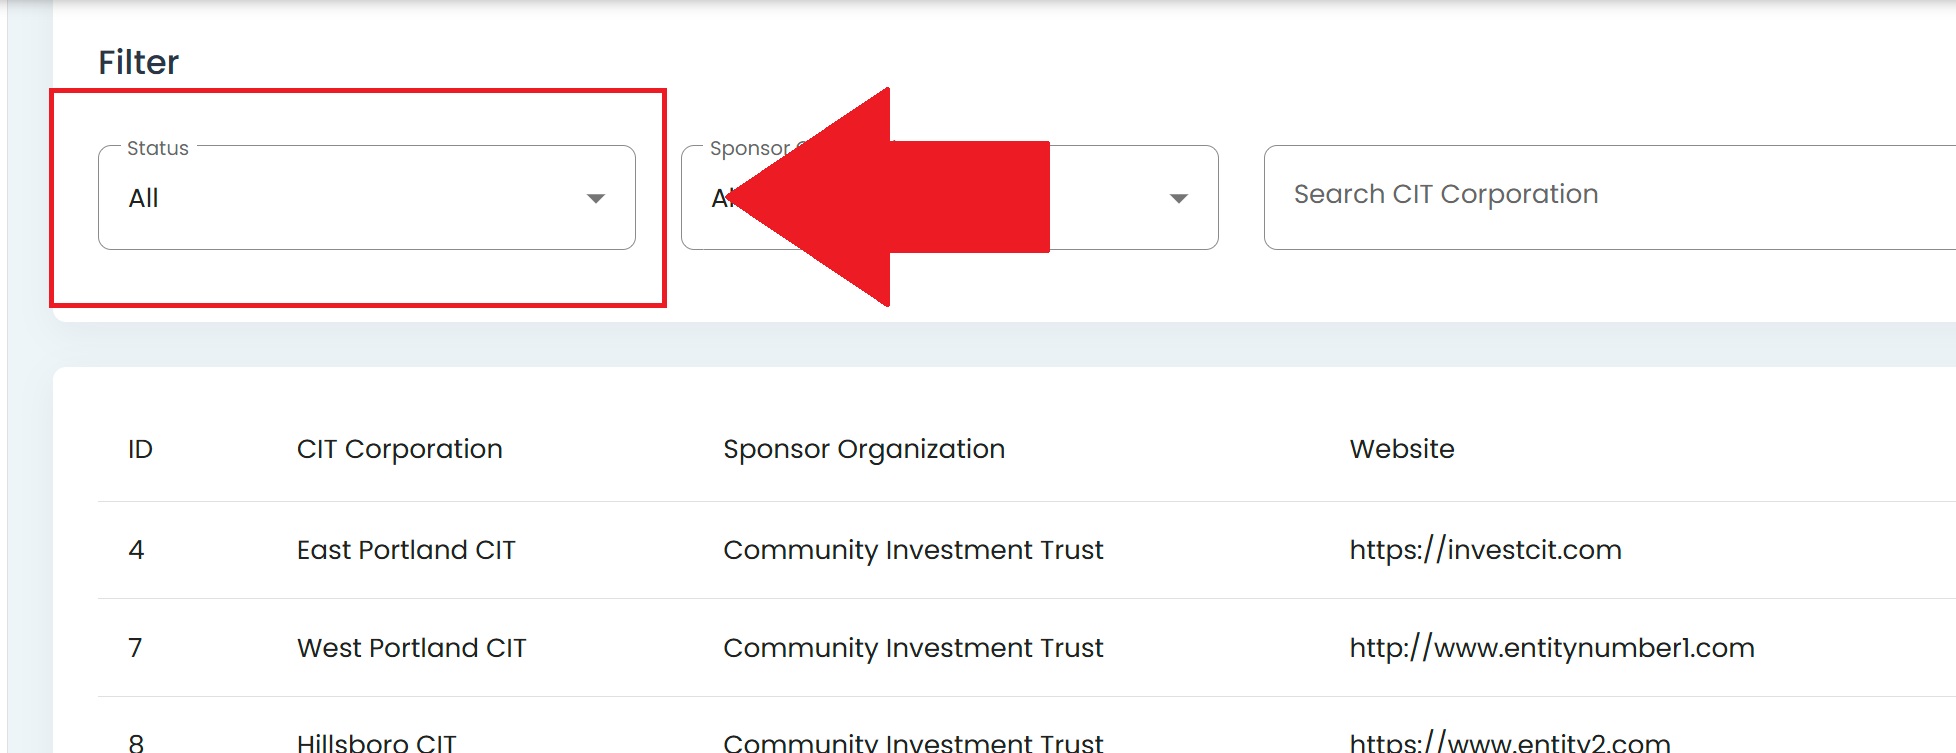 Filter
Status
Sponsor
All
Search CIT Corporation
ID CIT Corporation Sponsor Organization Website
4 East Portland CIT Community Investment Trust https://investcit.com
7 West Portland CIT Community Investment Trust http://www.entitynumber1.com
8 Hillsboro CIT Community Investment Trust https://www.entity2.com